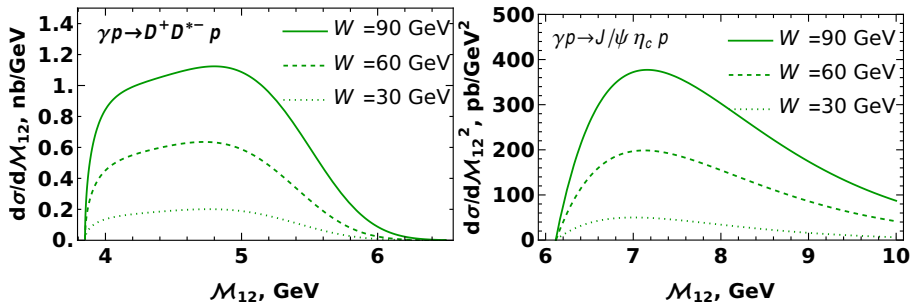 γp→D⁺D*⁻ p
W =90 GeV
W =60 GeV
W =30 GeV
dσ/dℳ₁₂, nb/GeV
1.4
1.2
1.0
0.8
0.6
0.4
0.2
0.
4 5 6
ℳ₁₂, GeV
γp→J/ψ η_c p
W =90 GeV
W =60 GeV
W =30 GeV
dσ/dℳ₁₂², pb/GeV²
500
400
300
200
100
0
6 7 8 9 10
ℳ₁₂, GeV